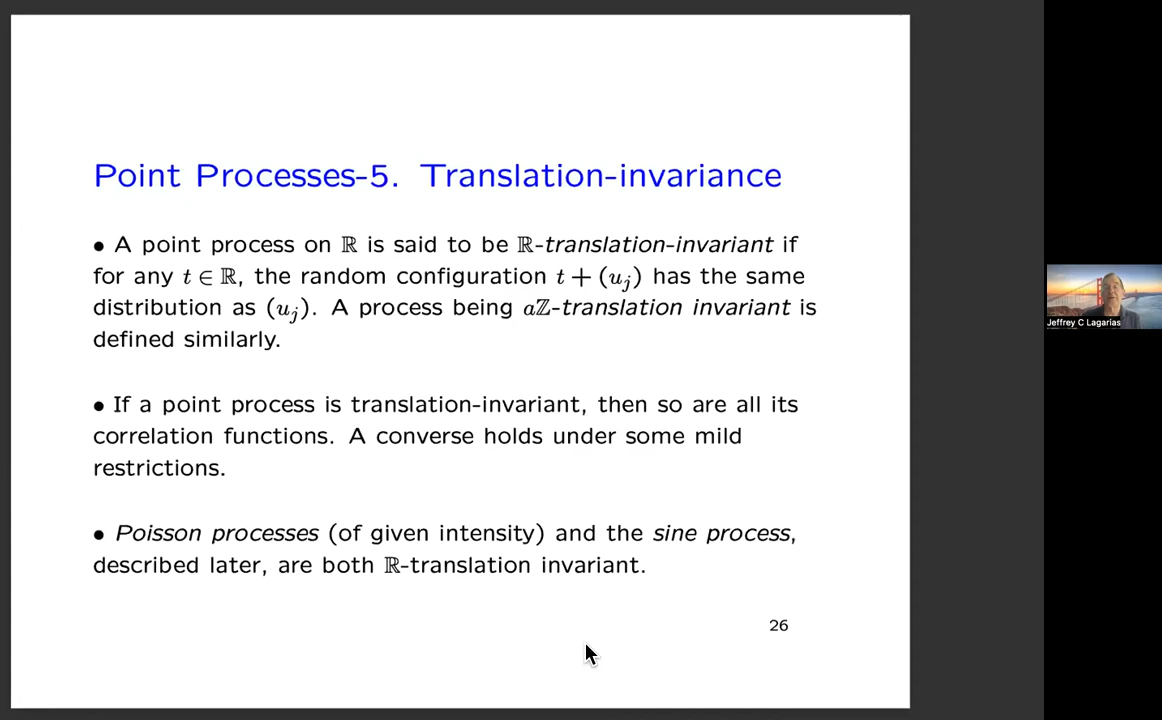 Point Processes-5. Translation-invariance
• A point process on ℝ is said to be ℝ-translation-invariant if
for any t ∈ ℝ, the random configuration t + (u_j) has the same
distribution as (u_j). A process being aℤ-translation invariant is
defined similarly.
• If a point process is translation-invariant, then so are all its
correlation functions. A converse holds under some mild
restrictions.
• Poisson processes (of given intensity) and the sine process,
described later, are both ℝ-translation invariant.
26
Jeffrey C Lagarias